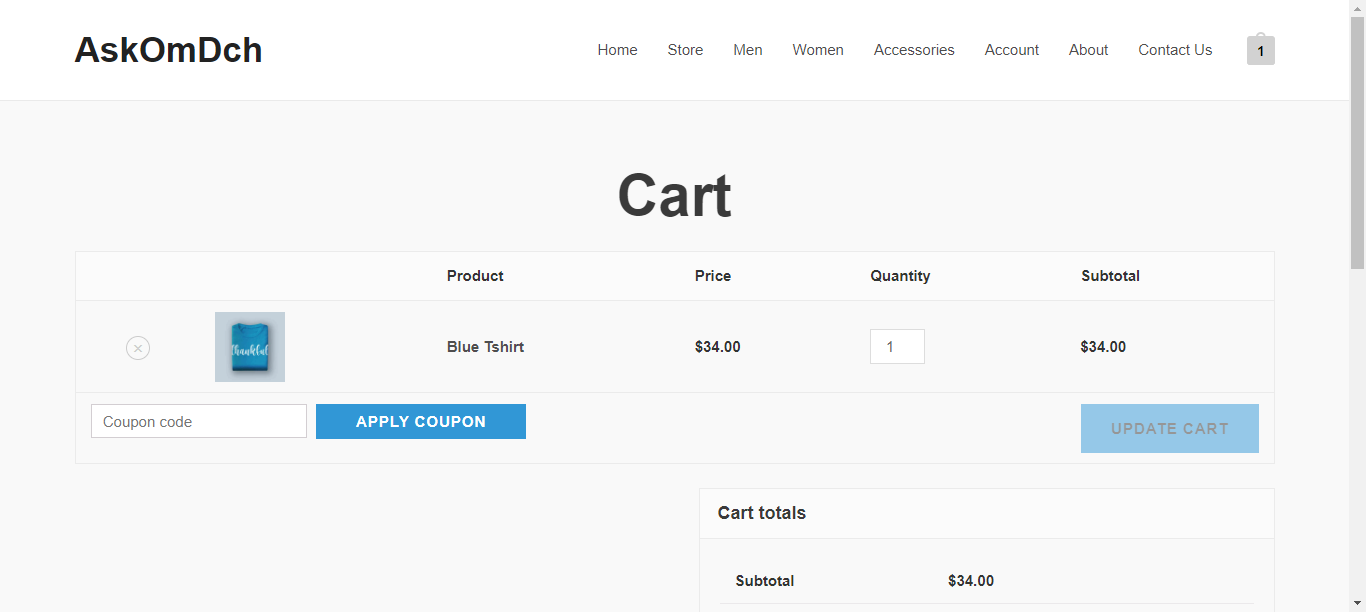 AskOmDch
Home Store Men Women Accessories Account About Contact Us 1
Cart
Product Price Quantity Subtotal
thankful
Blue Tshirt $34.00 1 $34.00
Coupon code APPLY COUPON UPDATE CART
Cart totals
Subtotal $34.00